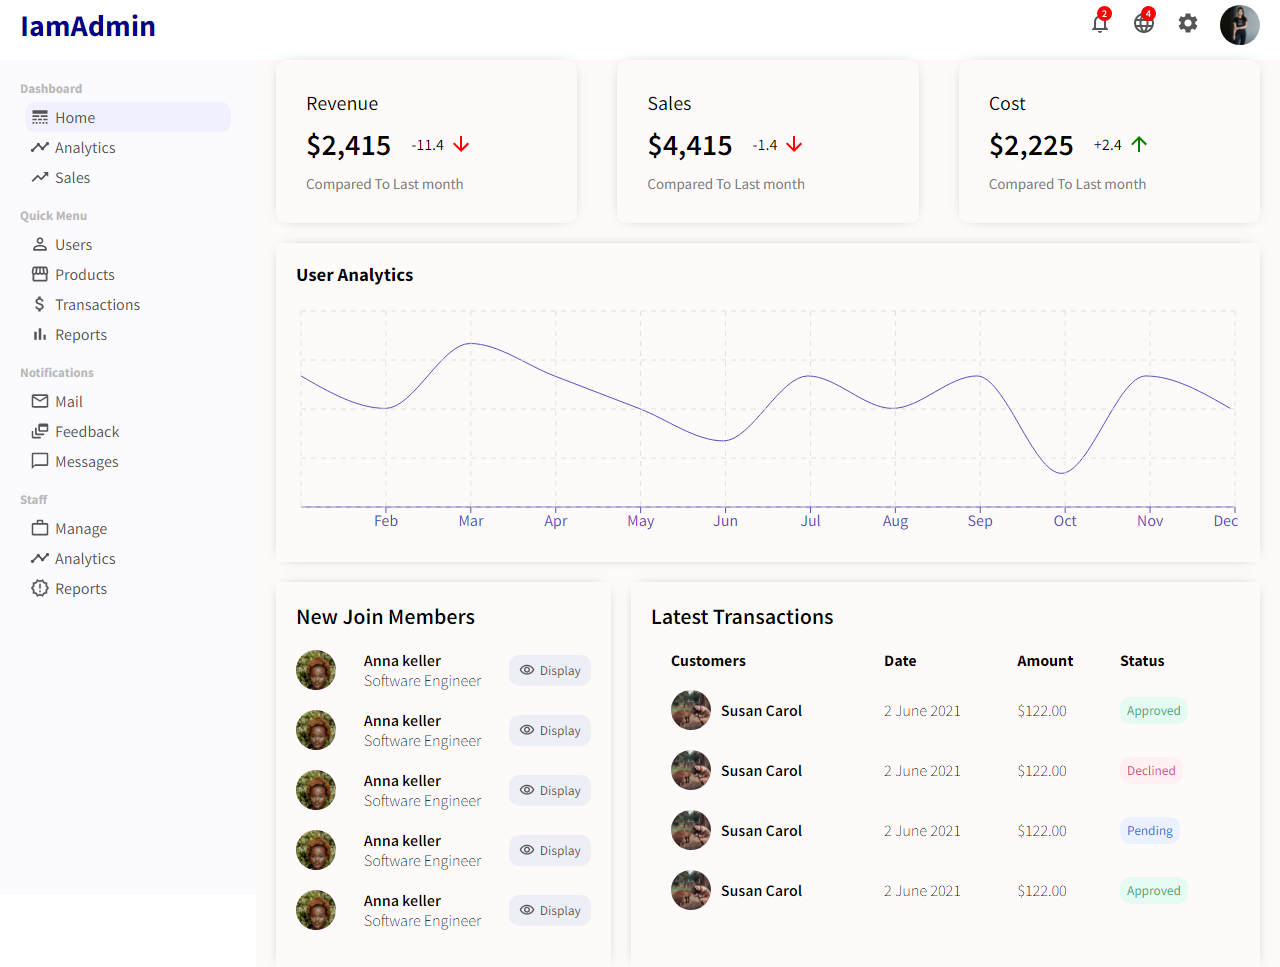 IamAdmin
2
4
Dashboard
Home
Analytics
Sales
Quick Menu
Users
Products
Transactions
Reports
Notifications
Mail
Feedback
Messages
Staff
Manage
Analytics
Reports
Revenue
$2,415 -11.4
Compared To Last month
Sales
$4,415 -1.4
Compared To Last month
Cost
$2,225 +2.4
Compared To Last month
User Analytics
Feb Mar Apr May Jun Jul Aug Sep Oct Nov Dec
New Join Members
Anna keller
Software Engineer
Display
Anna keller
Software Engineer
Display
Anna keller
Software Engineer
Display
Anna keller
Software Engineer
Display
Anna keller
Software Engineer
Display
Latest Transactions
Customers Date Amount Status
Susan Carol 2 June 2021 $122.00 Approved
Susan Carol 2 June 2021 $122.00 Declined
Susan Carol 2 June 2021 $122.00 Pending
Susan Carol 2 June 2021 $122.00 Approved